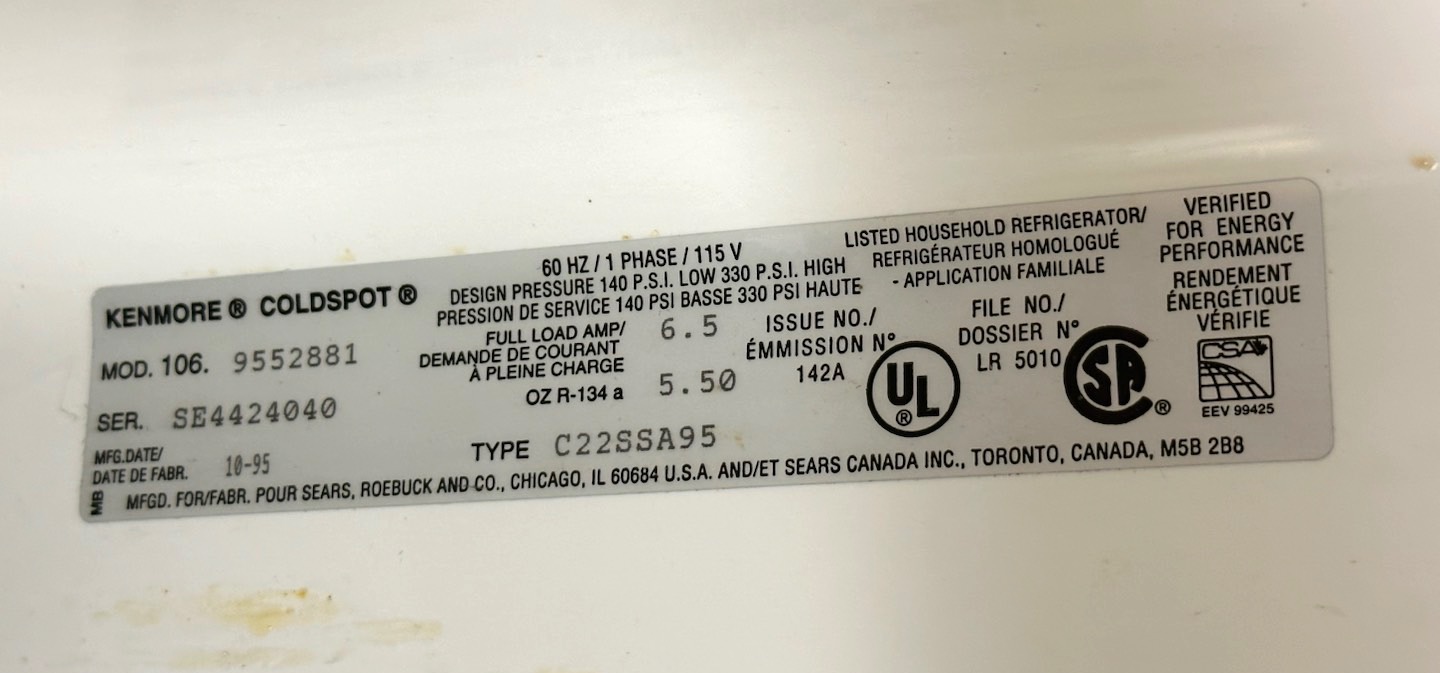 KENMORE ® COLDSPOT ®
MOD. 106. 9552881
SER. SE4424040
MFG.DATE/
DATE DE FABR. 10-95
60 HZ / 1 PHASE / 115 V
DESIGN PRESSURE 140 P.S.I. LOW 330 P.S.I. HIGH
PRESSION DE SERVICE 140 PSI BASSE 330 PSI HAUTE
FULL LOAD AMP/
DEMANDE DE COURANT
À PLEINE CHARGE
6.5
OZ R-134 a 5.50
TYPE C22SSA95
LISTED HOUSEHOLD REFRIGERATOR/
REFRIGÉRATEUR HOMOLOGUÉ
- APPLICATION FAMILIALE
ISSUE NO./
ÉMMISSION N°
142A
UL
®
FILE NO./
DOSSIER N°
LR 5010
SA ®
VERIFIED
FOR ENERGY
PERFORMANCE
RENDEMENT
ÉNERGÉTIQUE
VÉRIFIE
CSA
EEV 99425
MB
MFGD. FOR/FABR. POUR SEARS, ROEBUCK AND CO., CHICAGO, IL 60684 U.S.A. AND/ET SEARS CANADA INC., TORONTO, CANADA, M5B 2B8